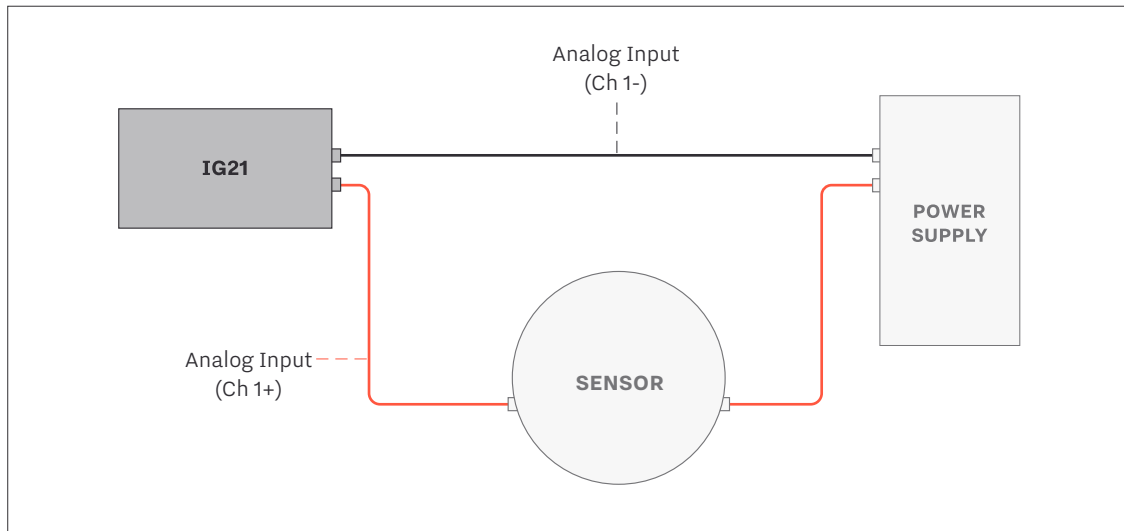 Analog Input
(Ch 1-)
IG21
POWER
SUPPLY
Analog Input
(Ch 1+)
SENSOR